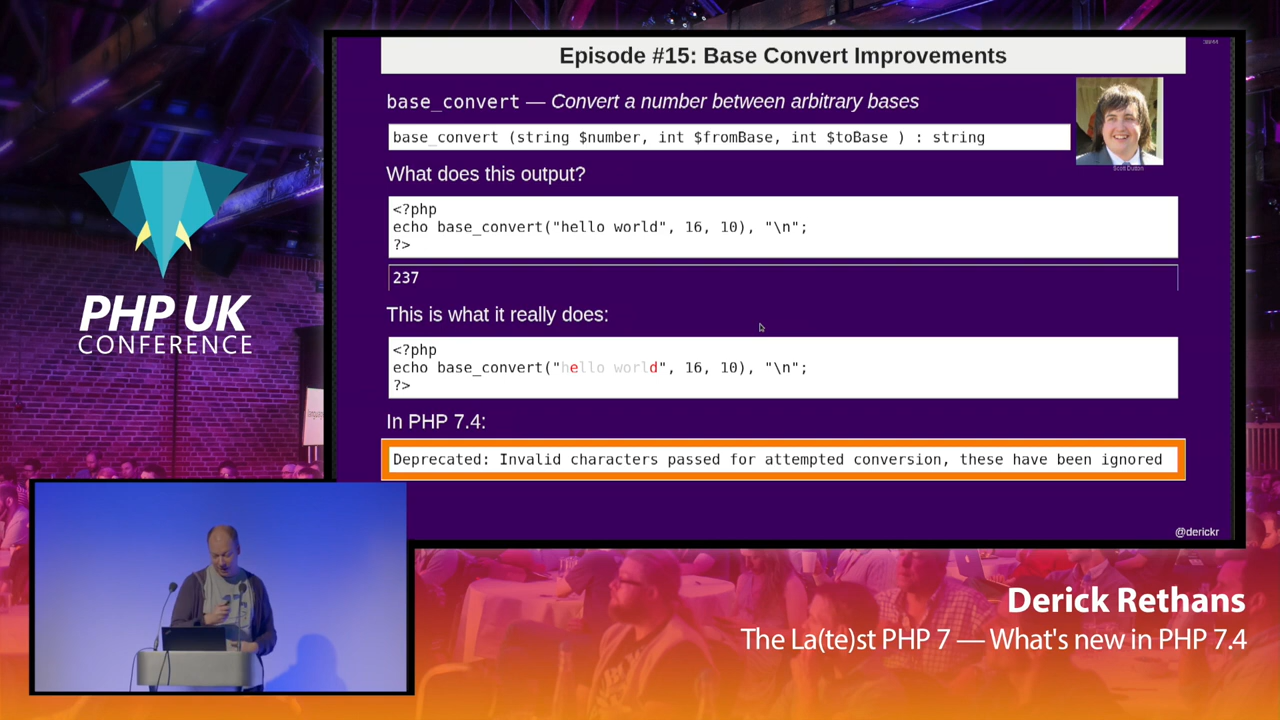 Episode #15: Base Convert Improvements
base_convert — Convert a number between arbitrary bases
base_convert (string $number, int $fromBase, int $toBase ) : string
Scott Dutton
What does this output?
<?php
echo base_convert("hello world", 16, 10), "\n";
?>
237
This is what it really does:
<?php
echo base_convert("hello world", 16, 10), "\n";
?>
In PHP 7.4:
Deprecated: Invalid characters passed for attempted conversion, these have been ignored
@derickr
PHP UK
CONFERENCE
Derick Rethans
The La(te)st PHP 7 — What's new in PHP 7.4